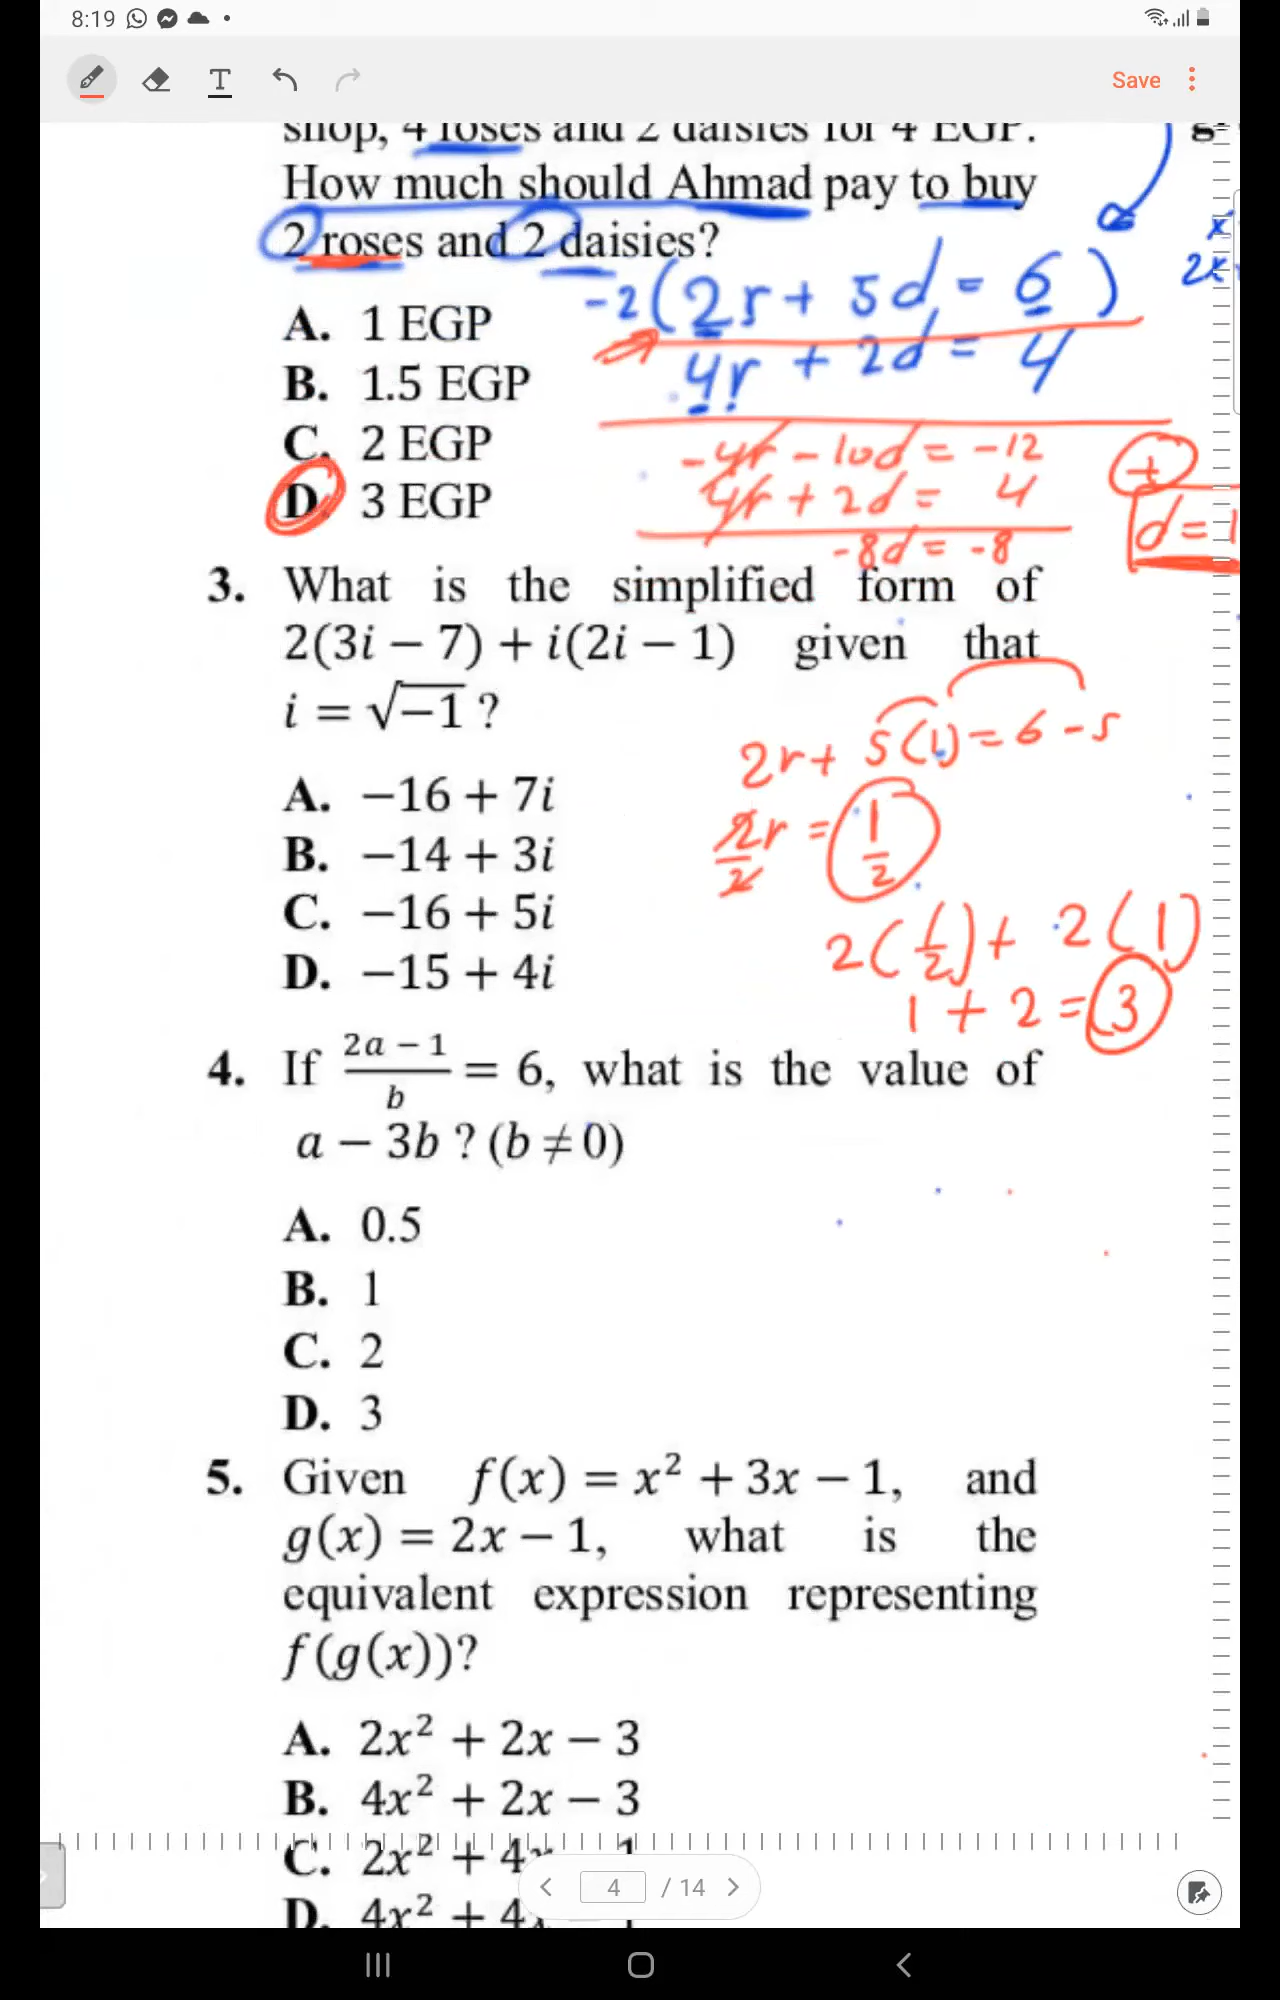 8:19
Save
shop, 4 roses and 2 daisies for 4 EGP.
How much should Ahmad pay to buy
2 roses and 2 daisies?
-2(2r + 5d = 6)
4r + 2d = 4
A. 1 EGP
B. 1.5 EGP
C. 2 EGP
D. 3 EGP
-4r - 10d = -12
4r + 2d = 4
+
-8d = -8
d = 1
x
2x
3. What is the simplified form of
2(3i − 7) + i(2i − 1) given that
i = √−1 ?
2r + 5(1) = 6 - 5
2r/2 = 1/2
2(1/2) + 2(1)
1 + 2 = 3
A. −16 + 7i
B. −14 + 3i
C. −16 + 5i
D. −15 + 4i
4. If 2a − 1 / b = 6, what is the value of
a − 3b ? (b ≠ 0)
A. 0.5
B. 1
C. 2
D. 3
5. Given f(x) = x² + 3x − 1, and
g(x) = 2x − 1, what is the
equivalent expression representing
f(g(x))?
A. 2x² + 2x − 3
B. 4x² + 2x − 3
C. 2x² + 4x
D. 4x² + 4x
4 / 14